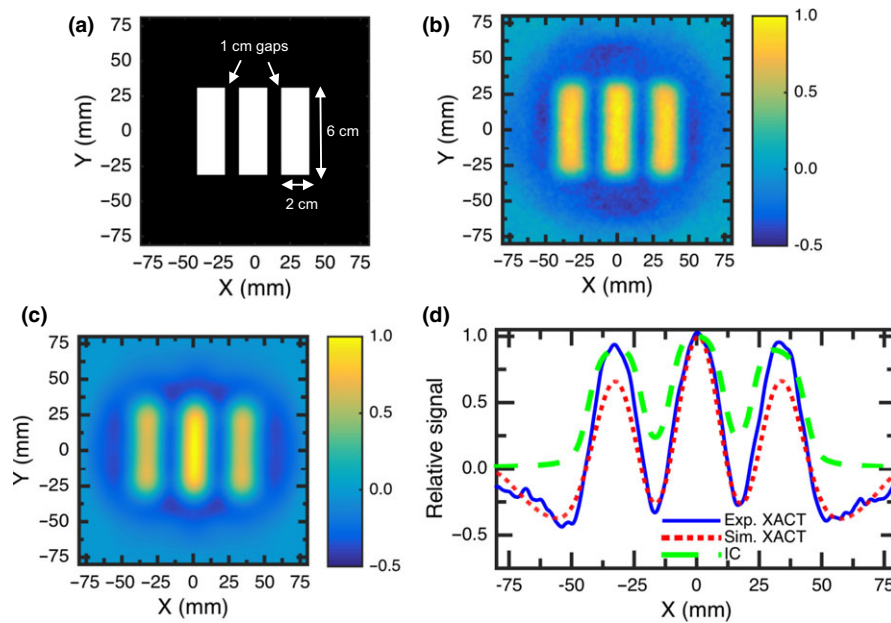 (a)
1 cm gaps
6 cm
2 cm
75
50
25
0
−25
−50
−75
Y (mm)
−75 −50 −25 0 25 50 75
X (mm)
(b)
75
50
25
0
−25
−50
−75
Y (mm)
−75 −50 −25 0 25 50 75
X (mm)
1.0
0.5
0.0
-0.5
(c)
75
50
25
0
−25
−50
−75
Y (mm)
−75 −50 −25 0 25 50 75
X (mm)
1.0
0.5
0.0
−0.5
(d)
1.0
0.5
0.0
−0.5
Relative signal
Exp. XACT
Sim. XACT
IC
-75 −50 −25 0 25 50 75
X (mm)